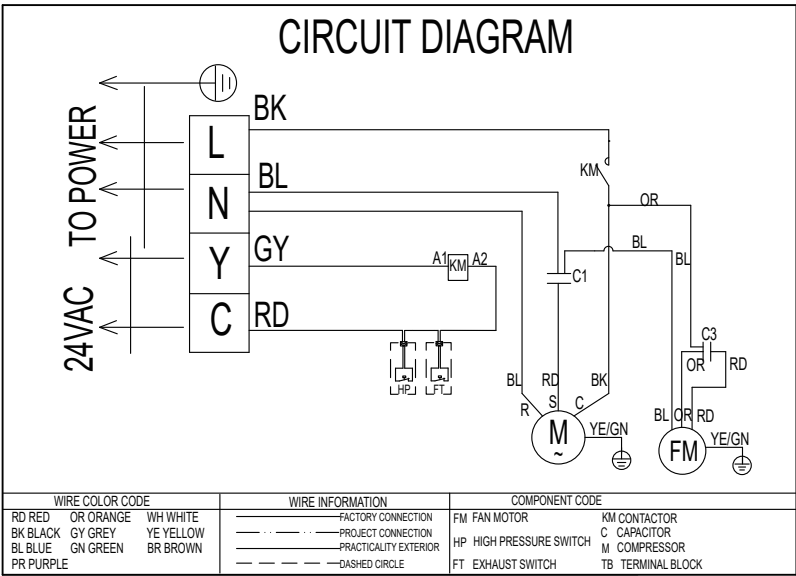 CIRCUIT DIAGRAM
TO POWER
24VAC
L
N
Y
C
BK
BL
GY
RD
KM
OR
A1 KM A2
BL
BL
C1
C3
OR RD
HP FT
BL RD BK
R S C
M
~
YE/GN
BL OR RD
FM
YE/GN
WIRE COLOR CODE
RD RED OR ORANGE WH WHITE
BK BLACK GY GREY YE YELLOW
BL BLUE GN GREEN BR BROWN
PR PURPLE
WIRE INFORMATION
FACTORY CONNECTION
PROJECT CONNECTION
PRACTICALITY EXTERIOR
DASHED CIRCLE
COMPONENT CODE
FM FAN MOTOR KM CONTACTOR
C CAPACITOR
HP HIGH PRESSURE SWITCH M COMPRESSOR
FT EXHAUST SWITCH TB TERMINAL BLOCK